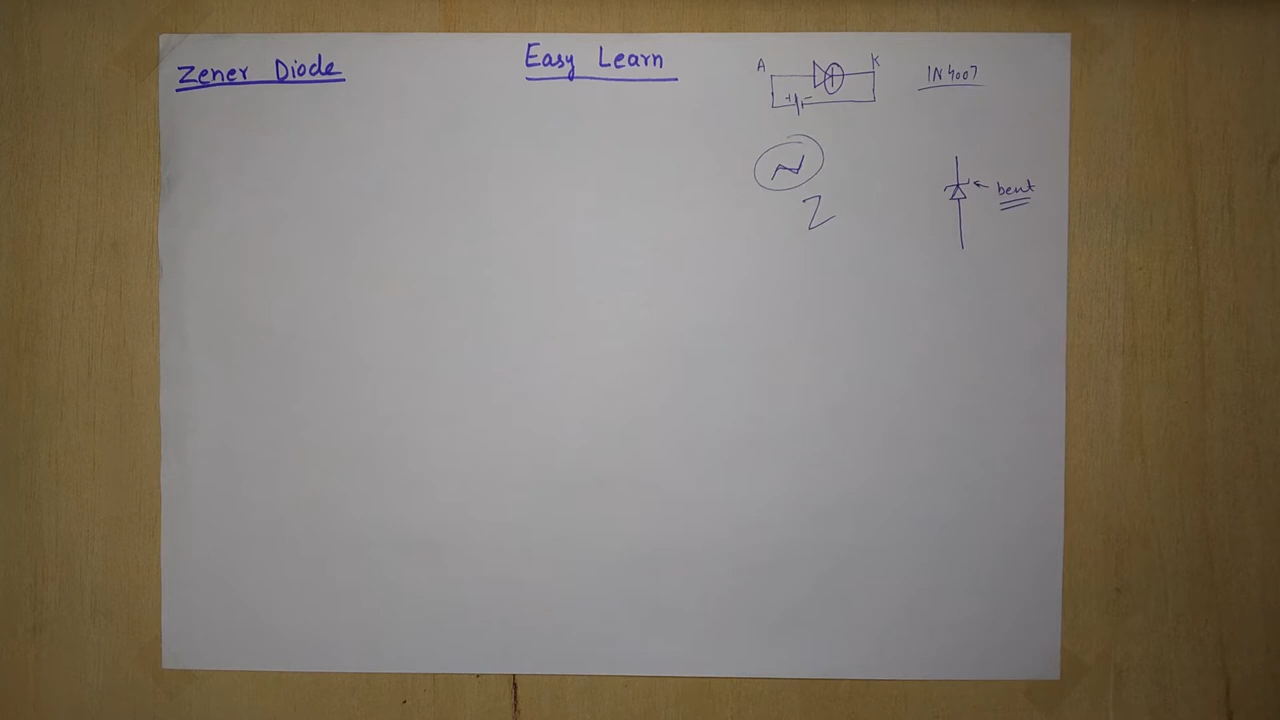 Zener Diode
Easy Learn
A
K
1N4007
+ -
Z
bent